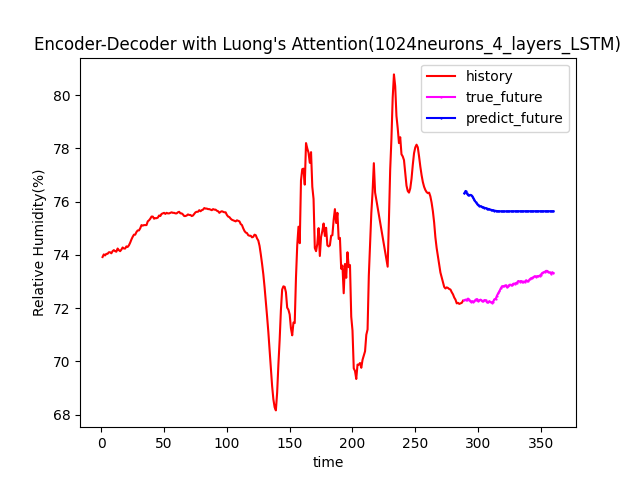 Encoder-Decoder with Luong's Attention(1024neurons_4_layers_LSTM)
history
true_future
predict_future
Relative Humidity(%)
80
78
76
74
72
70
68
0 50 100 150 200 250 300 350
time